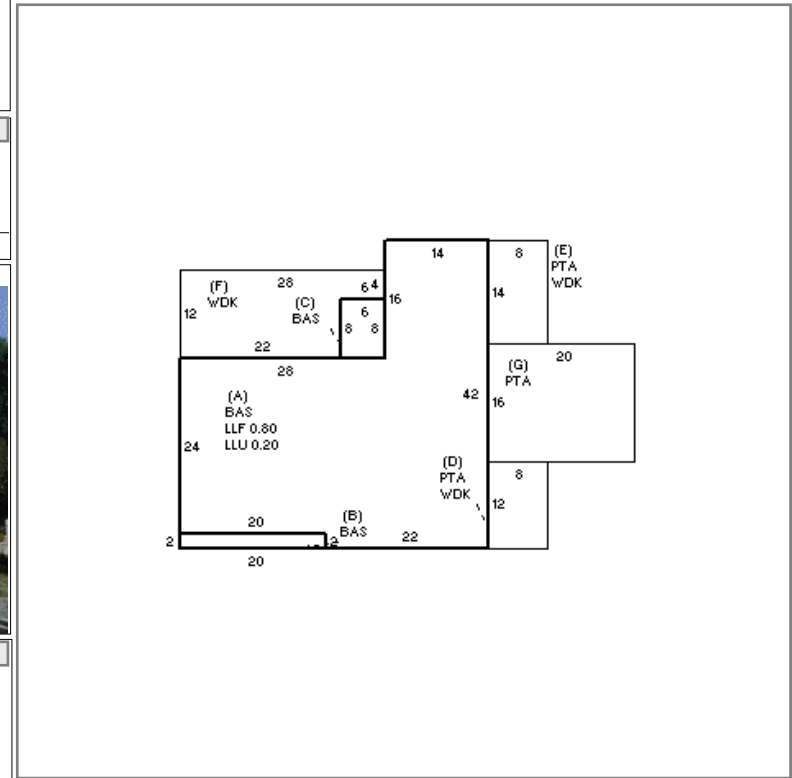 14
8
(E)
PTA
WDK
28
(F)
WDK
6
4
14
16
(C)
BAS
6
12
8
8
22
28
20
(G)
PTA
42
16
(A)
BAS
LLF 0.80
LLU 0.20
24
(D)
PTA
WDK
8
12
20
(B)
BAS
2
2
22
20